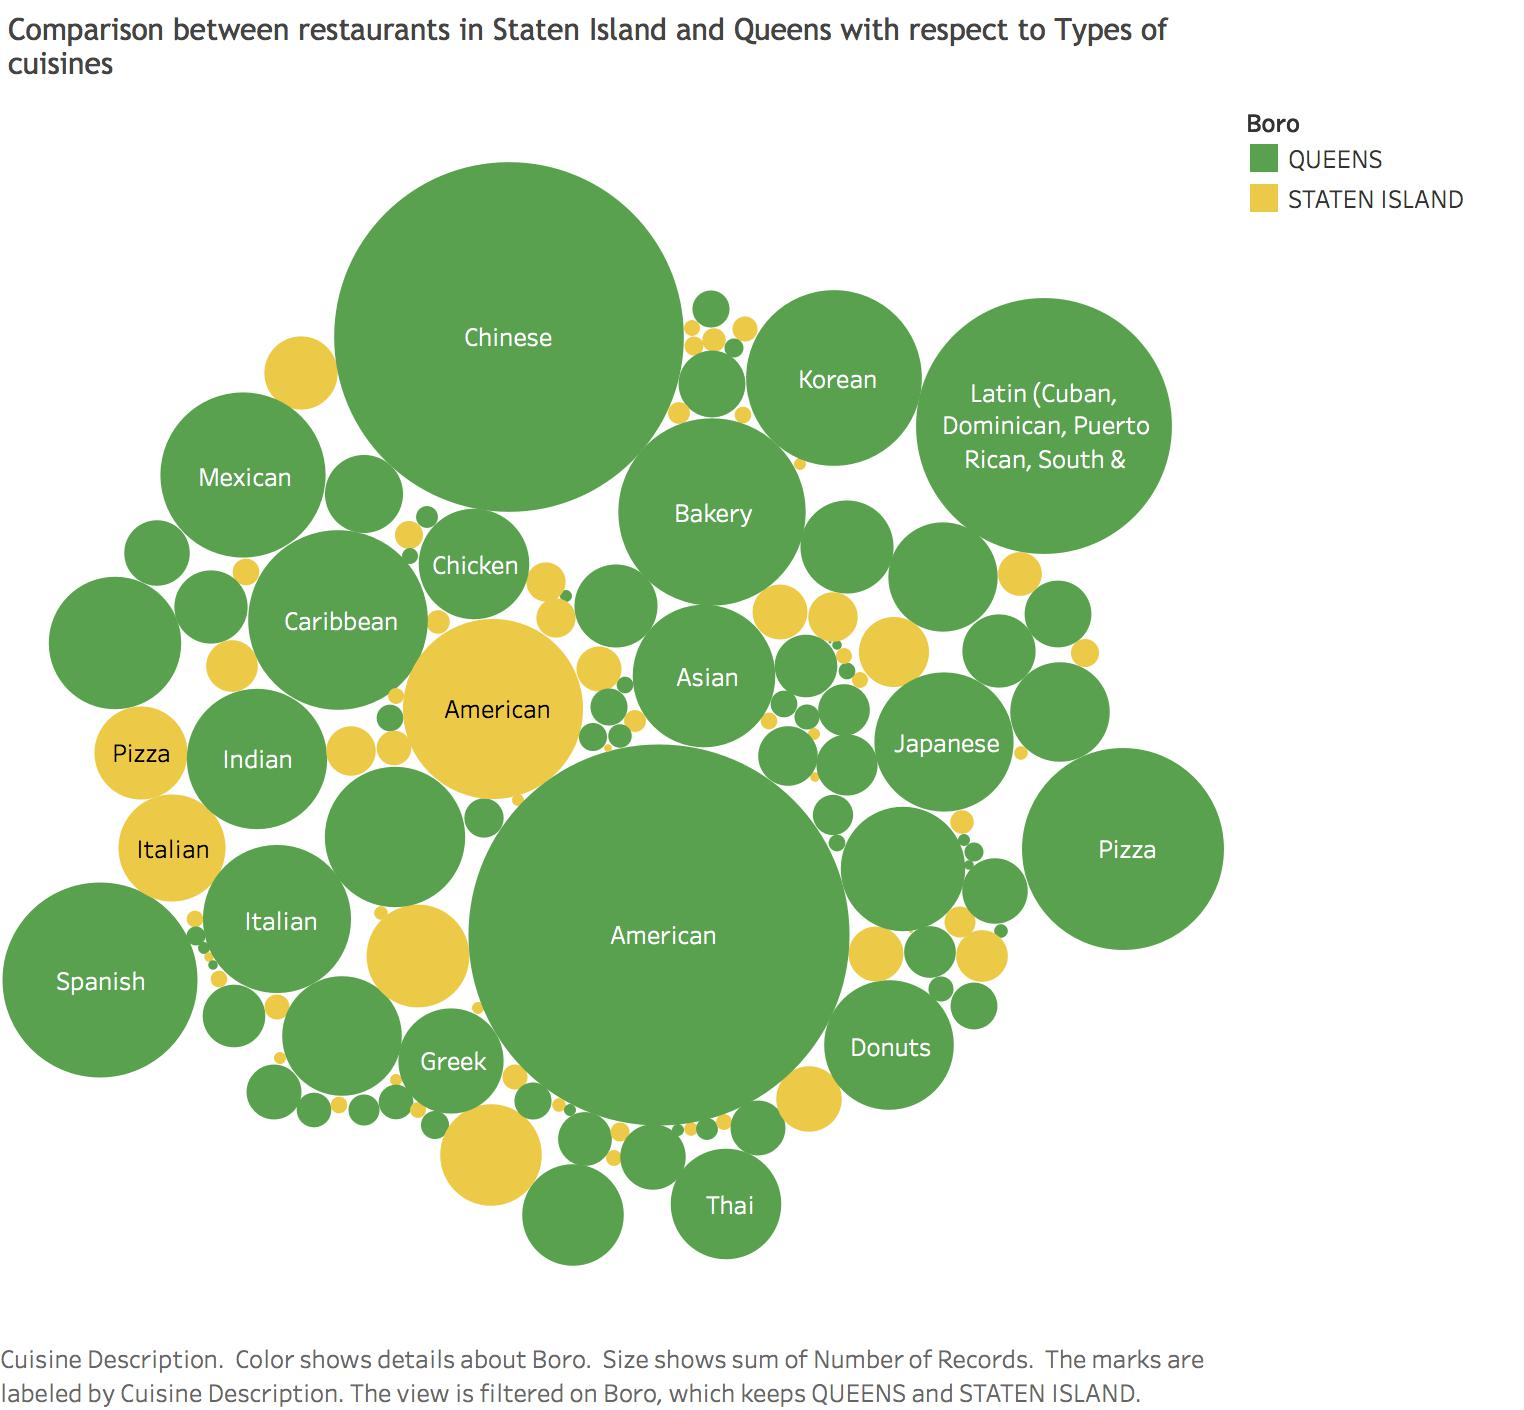 Comparison between restaurants in Staten Island and Queens with respect to Types of
cuisines
Boro
QUEENS
STATEN ISLAND
Chinese
Korean
Latin (Cuban,
Dominican, Puerto
Rican, South &
Mexican
Bakery
Chicken
Caribbean
Asian
American
Pizza
Indian
Japanese
Italian
Pizza
Italian
American
Spanish
Greek
Donuts
Thai
Cuisine Description.  Color shows details about Boro.  Size shows sum of Number of Records.  The marks are
labeled by Cuisine Description. The view is filtered on Boro, which keeps QUEENS and STATEN ISLAND.